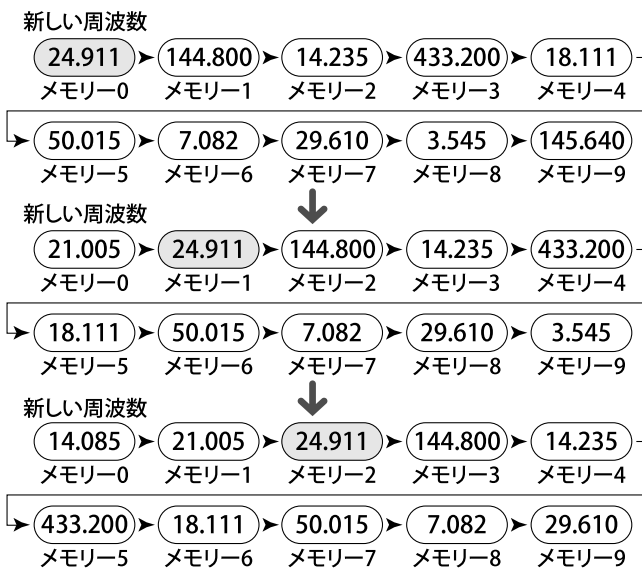 新しい周波数
24.911 144.800 14.235 433.200 18.111
メモリー0 メモリー1 メモリー2 メモリー3 メモリー4
50.015 7.082 29.610 3.545 145.640
メモリー5 メモリー6 メモリー7 メモリー8 メモリー9
新しい周波数
21.005 24.911 144.800 14.235 433.200
メモリー0 メモリー1 メモリー2 メモリー3 メモリー4
18.111 50.015 7.082 29.610 3.545
メモリー5 メモリー6 メモリー7 メモリー8 メモリー9
新しい周波数
14.085 21.005 24.911 144.800 14.235
メモリー0 メモリー1 メモリー2 メモリー3 メモリー4
433.200 18.111 50.015 7.082 29.610
メモリー5 メモリー6 メモリー7 メモリー8 メモリー9